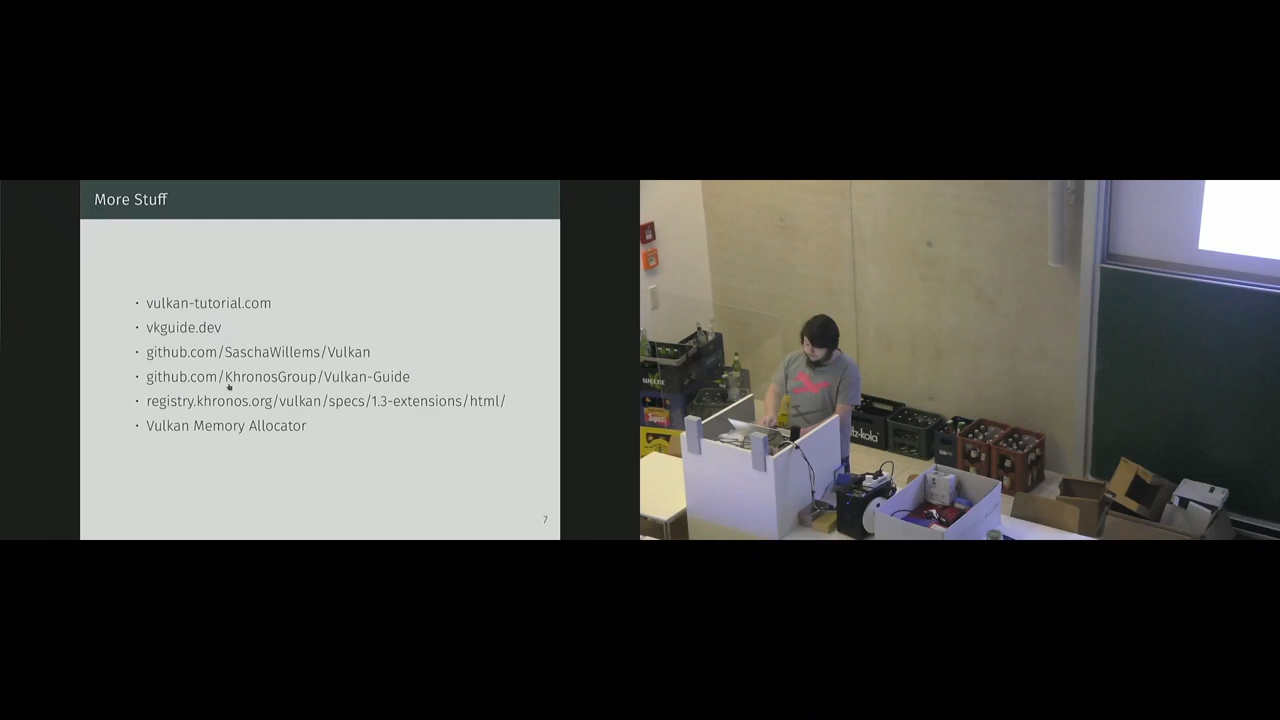 More Stuff
• vulkan-tutorial.com
• vkguide.dev
• github.com/SaschaWillems/Vulkan
• github.com/KhronosGroup/Vulkan-Guide
• registry.khronos.org/vulkan/specs/1.3-extensions/html/
• Vulkan Memory Allocator
7